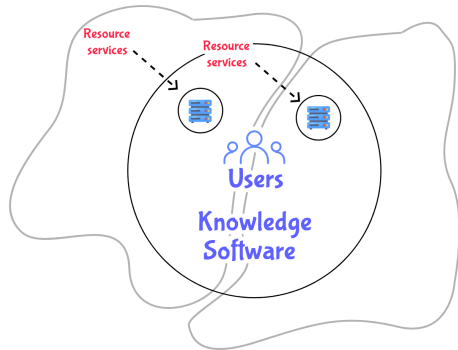 Resource
services
Resource
services
Users
Knowledge
Software